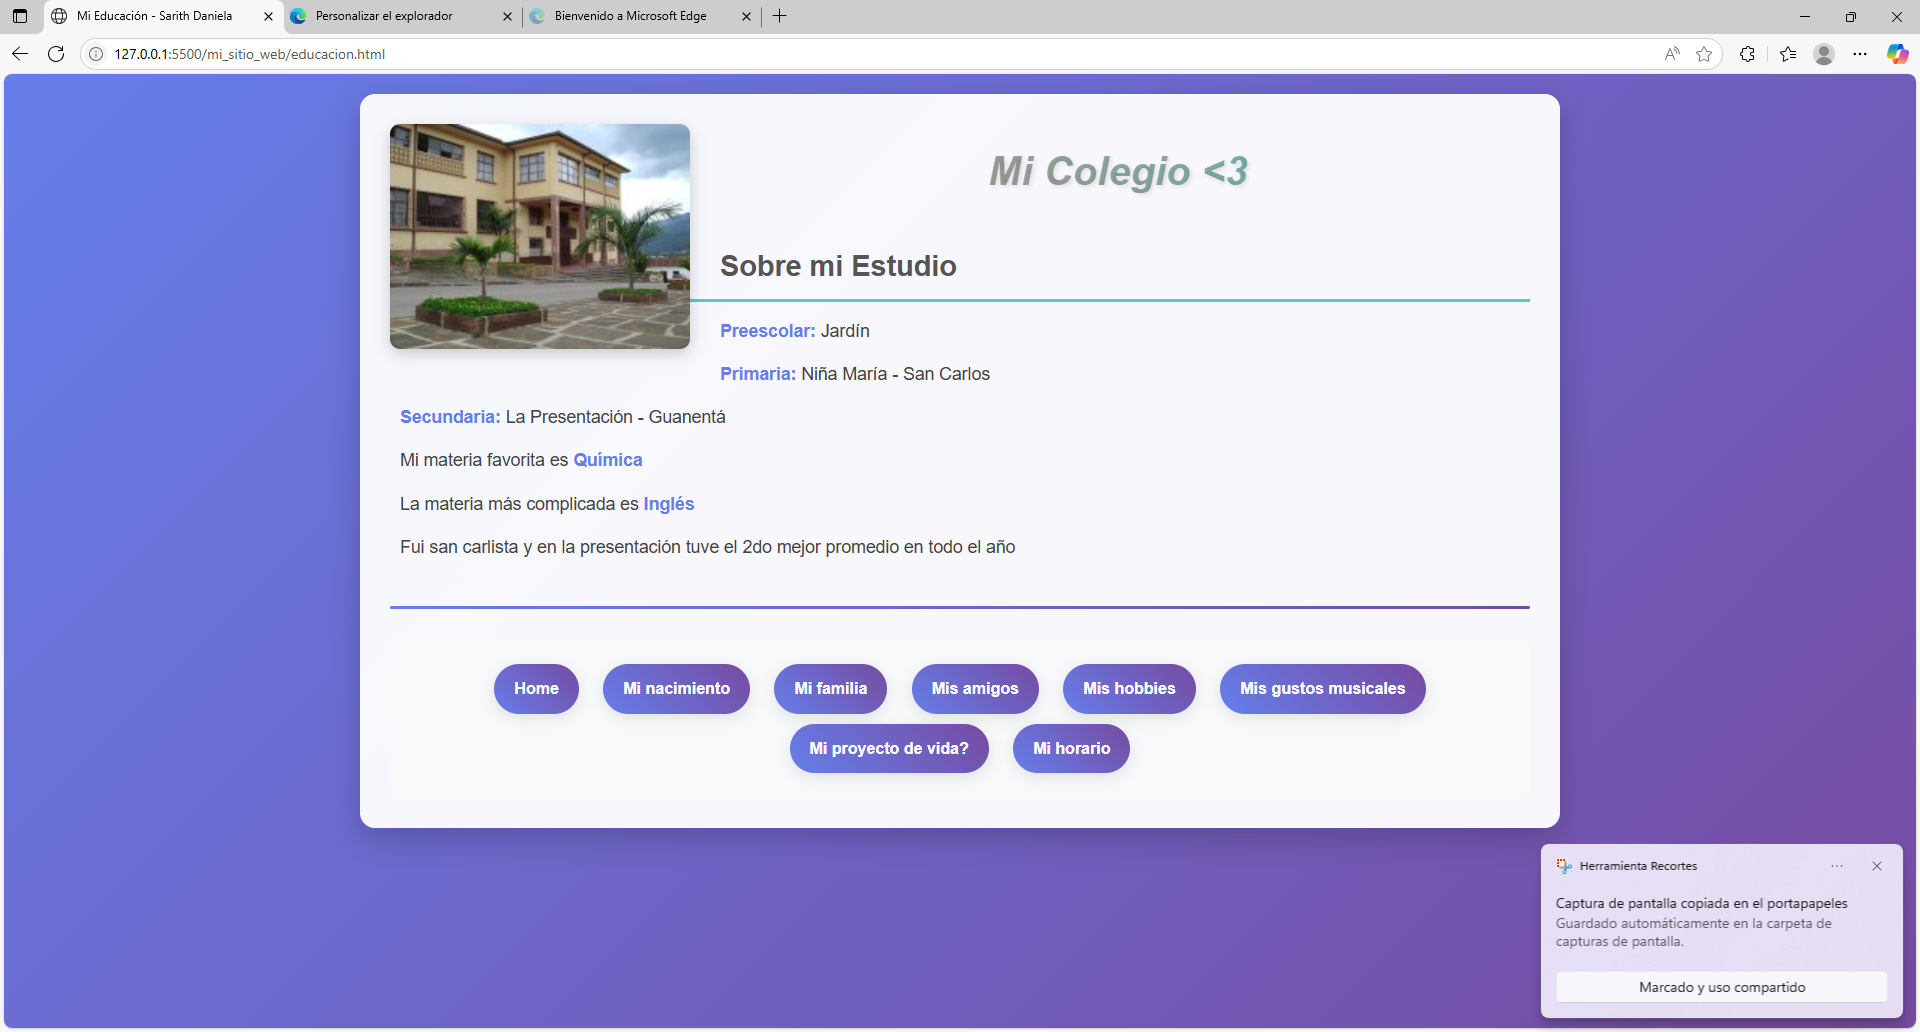 Mi Educación - Sarith Daniela
Personalizar el explorador
Bienvenido a Microsoft Edge
127.0.0.1:5500/mi_sitio_web/educacion.html
Mi Colegio <3
Sobre mi Estudio
Preescolar: Jardín
Primaria: Niña María - San Carlos
Secundaria: La Presentación - Guanentá
Mi materia favorita es Química
La materia más complicada es Inglés
Fui san carlista y en la presentación tuve el 2do mejor promedio en todo el año
Home
Mi nacimiento
Mi familia
Mis amigos
Mis hobbies
Mis gustos musicales
Mi proyecto de vida?
Mi horario
Herramienta Recortes
Captura de pantalla copiada en el portapapeles
Guardado automáticamente en la carpeta de
capturas de pantalla.
Marcado y uso compartido